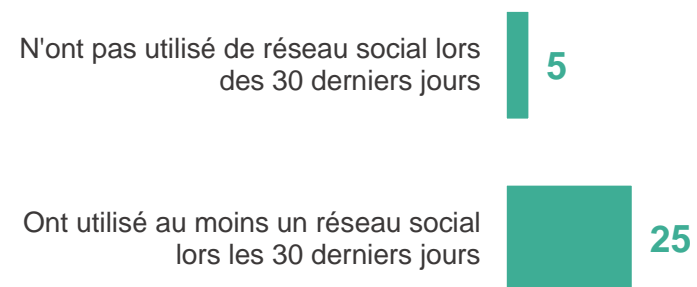 N'ont pas utilisé de réseau social lors
des 30 derniers jours
5
Ont utilisé au moins un réseau social
lors les 30 derniers jours
25